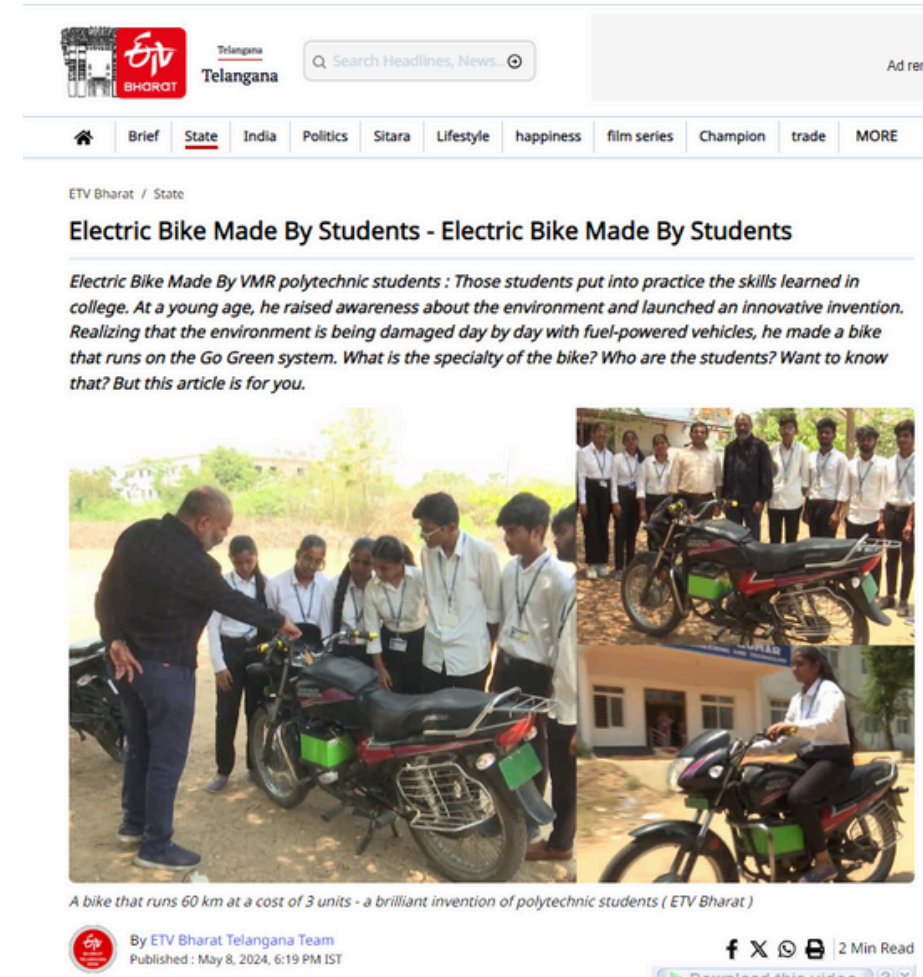 ETV
BHARAT
Telangana
Telangana
Search Headlines, News..
Ad rem
Brief
State
India
Politics
Sitara
Lifestyle
happiness
film series
Champion
trade
MORE
ETV Bharat / State
Electric Bike Made By Students - Electric Bike Made By Students
Electric Bike Made By VMR polytechnic students : Those students put into practice the skills learned in
college. At a young age, he raised awareness about the environment and launched an innovative invention.
Realizing that the environment is being damaged day by day with fuel-powered vehicles, he made a bike
that runs on the Go Green system. What is the specialty of the bike? Who are the students? Want to know
that? But this article is for you.
A bike that runs 60 km at a cost of 3 units - a brilliant invention of polytechnic students ( ETV Bharat )
By ETV Bharat Telangana Team
Published : May 8, 2024, 6:19 PM IST
2 Min Read
Download this video